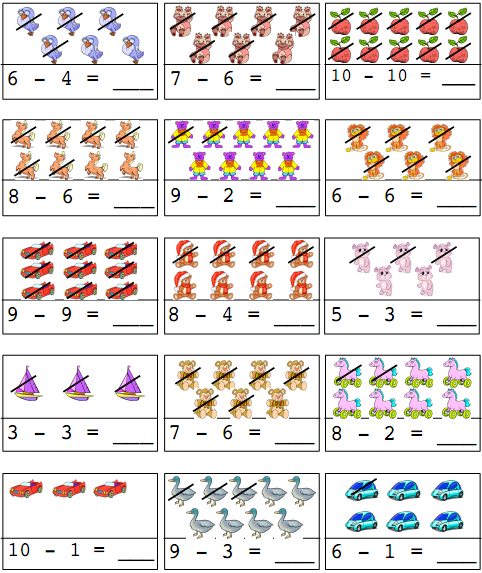 6 - 4 = ____
7 - 6 = ____
10 - 10 = ___
8 - 6 = ____
9 - 2 = ____
6 - 6 = ____
9 - 9 = ____
8 - 4 = ____
5 - 3 = ____
3 - 3 = ____
7 - 6 = ____
8 - 2 = ____
10 - 1 = ____
9 - 3 = ____
6 - 1 = ____